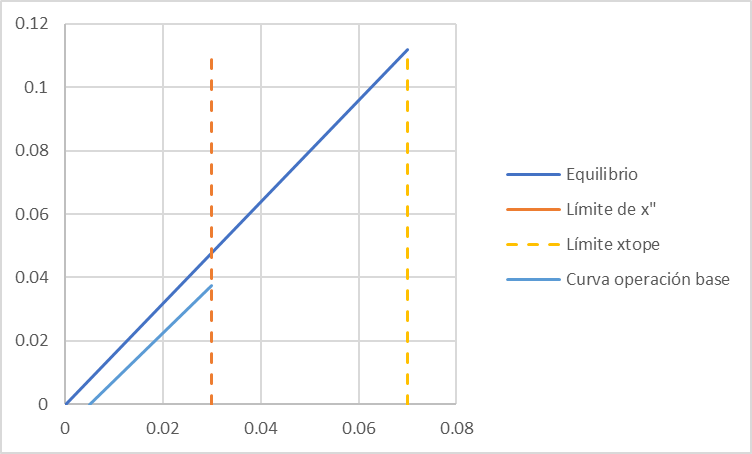 0.12
0.1
0.08
0.06
0.04
0.02
0
0 0.02 0.04 0.06 0.08
Equilibrio
Límite de x"
Límite xtope
Curva operación base